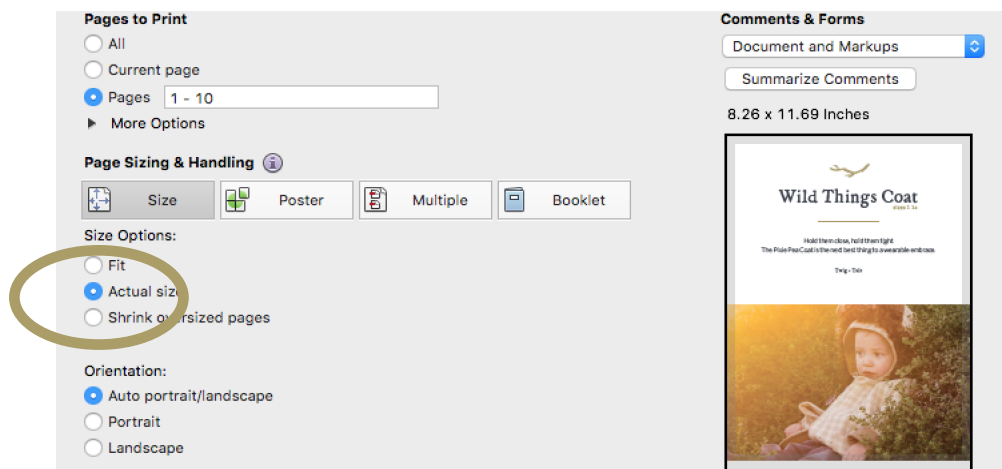 Pages to Print
All
Current page
Pages 1 - 10
More Options
Page Sizing & Handling
Size Poster Multiple Booklet
Size Options:
Fit
Actual size
Shrink oversized pages
Orientation:
Auto portrait/landscape
Portrait
Landscape
Comments & Forms
Document and Markups
Summarize Comments
8.26 x 11.69 Inches
Wild Things Coat
Hold them close, hold them tight
The Pixie Pea Coat is the next best thing to a wearable embrace.
Twig + Tale